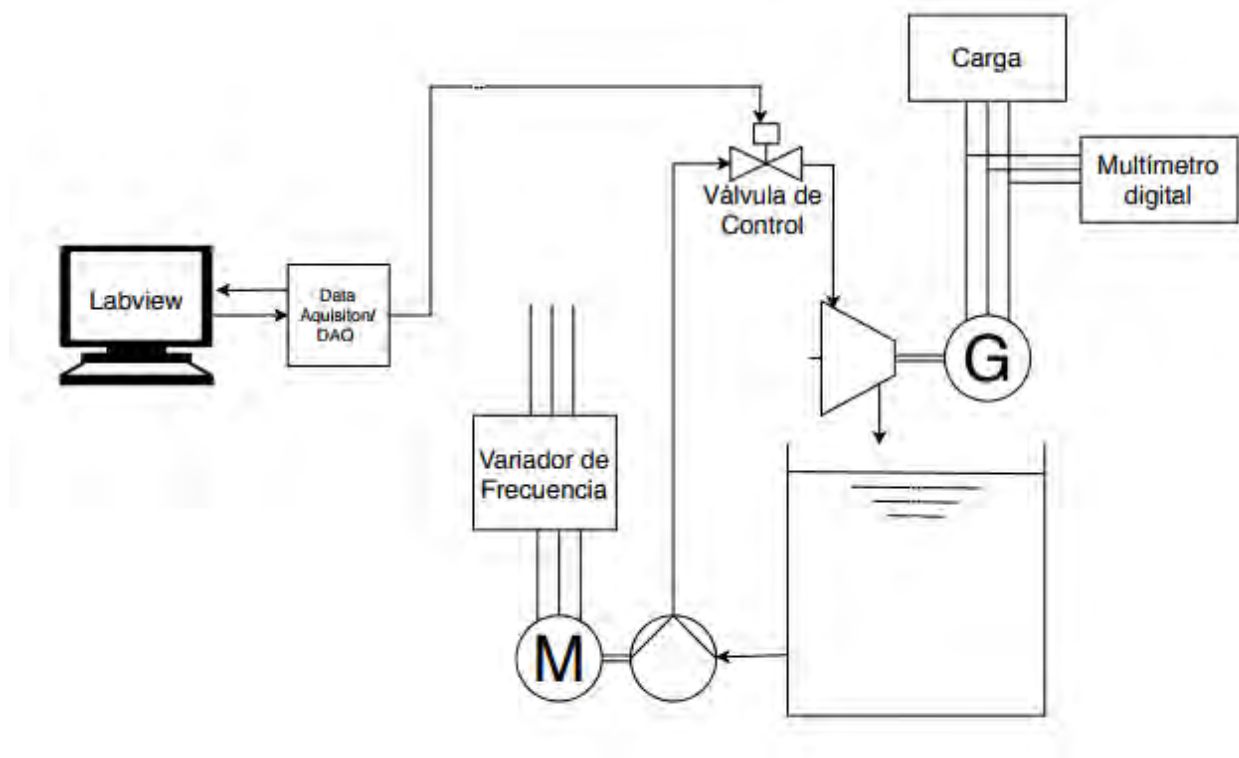 Carga
Multímetro
digital
Válvula de
Control
Labview
Data
Aquisiton/
DAQ
G
Variador de
Frecuencia
M